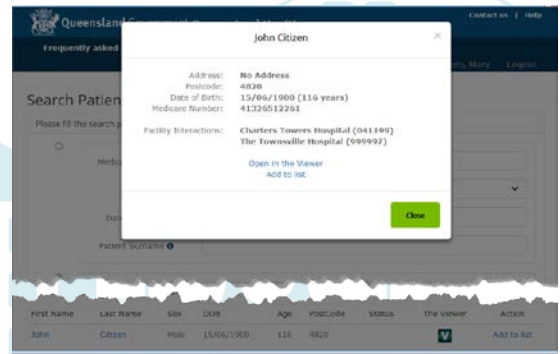 Queensland
Contact us | Help
Frequently asked
Mary Logout
John Citizen
×
Address: No Address
Postcode: 4820
Date of Birth: 15/06/1900 (116 years)
Medicare Number: 41326512261
Facility Interactions: Charters Towers Hospital (041199)
The Townsville Hospital (999997)
Open in the Viewer
Add to list
Close
Search Patien
Please fill the search p
Medic
Dat
Patient Surname
First Name Last Name Sex DOB Age PostCode Status The Viewer Action
John Citizen Male 15/06/1900 116 4820 V Add to list